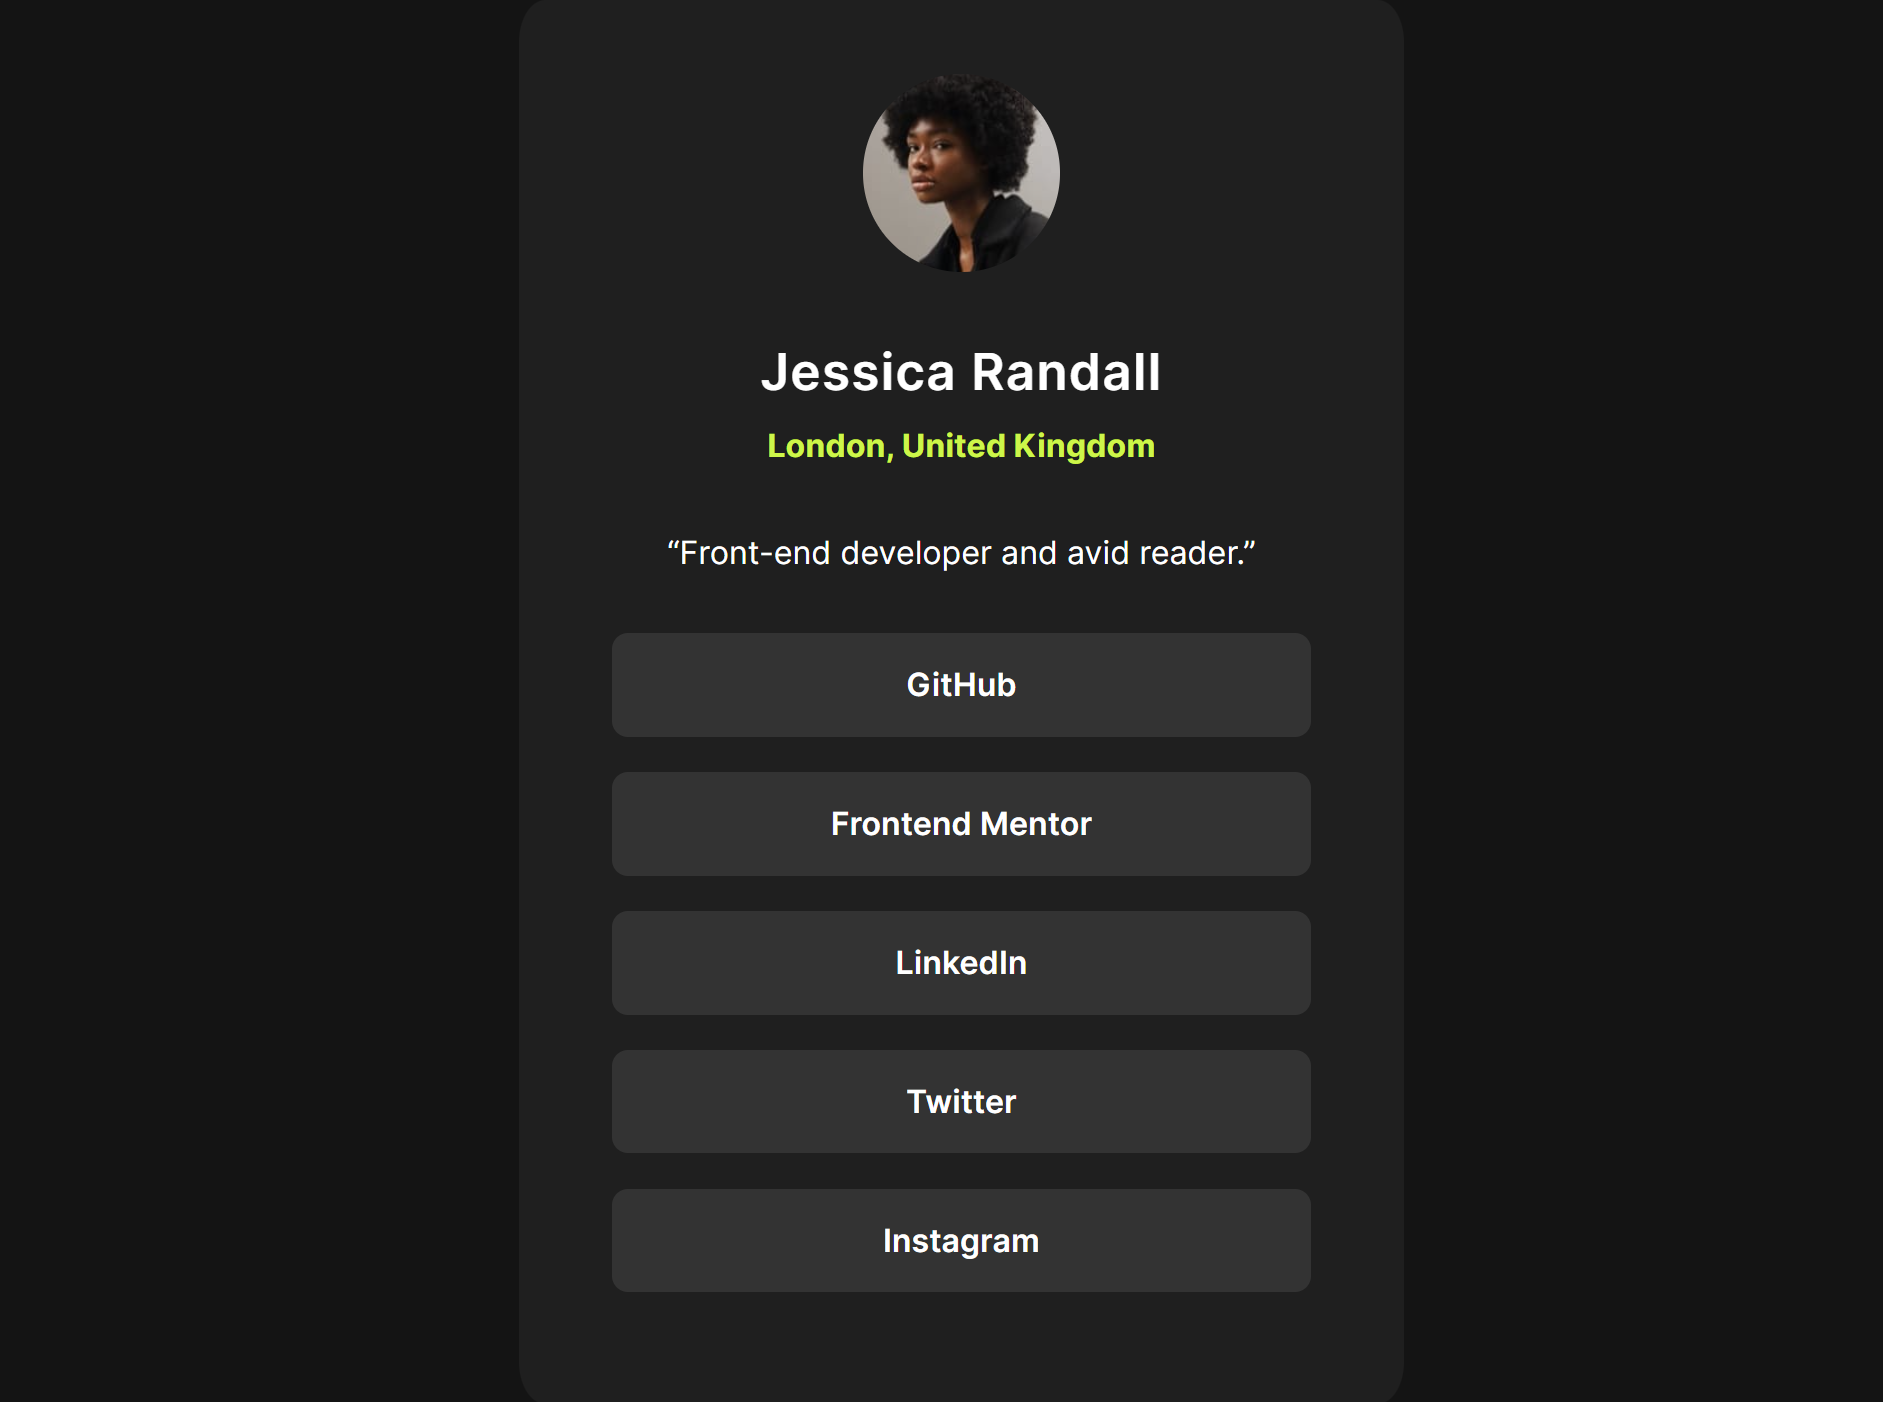 Jessica Randall
London, United Kingdom
“Front-end developer and avid reader.”
GitHub
Frontend Mentor
LinkedIn
Twitter
Instagram